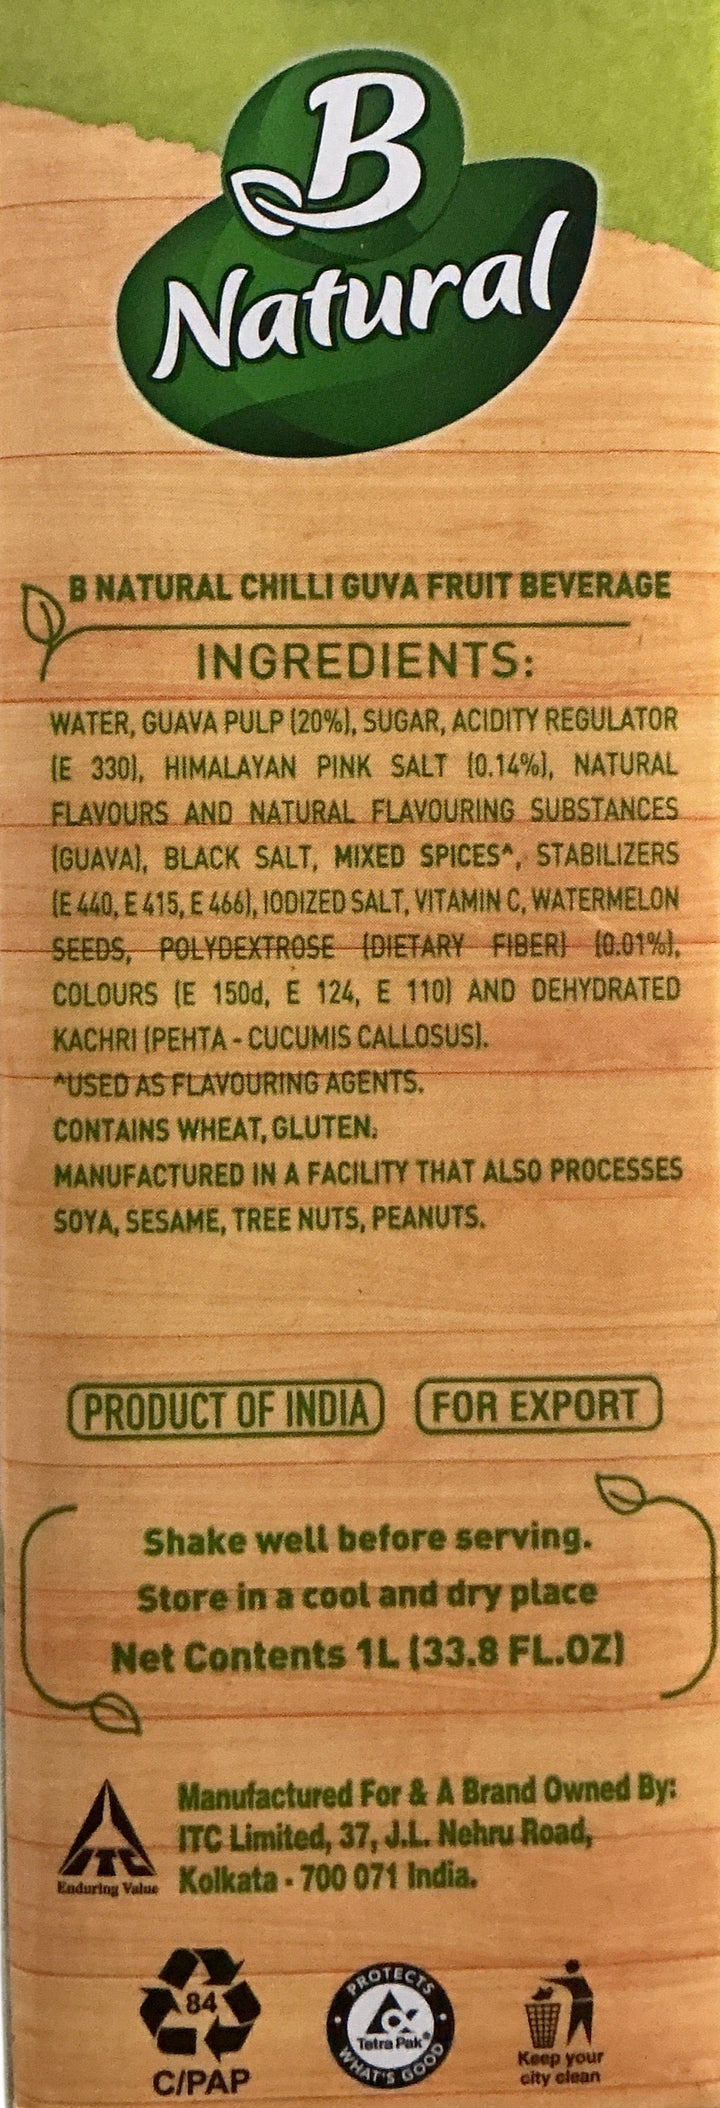 B
Natural
B NATURAL CHILLI GUVA FRUIT BEVERAGE
INGREDIENTS:
WATER, GUAVA PULP (20%), SUGAR, ACIDITY REGULATOR
(E 330), HIMALAYAN PINK SALT (0.14%), NATURAL
FLAVOURS AND NATURAL FLAVOURING SUBSTANCES
(GUAVA), BLACK SALT, MIXED SPICES^, STABILIZERS
(E 440, E 415, E 466), IODIZED SALT, VITAMIN C, WATERMELON
SEEDS, POLYDEXTROSE (DIETARY FIBER) (0.01%),
COLOURS (E 150d, E 124, E 110) AND DEHYDRATED
KACHRI (PEHTA - CUCUMIS CALLOSUS).
^USED AS FLAVOURING AGENTS.
CONTAINS WHEAT, GLUTEN.
MANUFACTURED IN A FACILITY THAT ALSO PROCESSES
SOYA, SESAME, TREE NUTS, PEANUTS.
PRODUCT OF INDIA FOR EXPORT
Shake well before serving.
Store in a cool and dry place
Net Contents 1L (33.8 FL.OZ)
Manufactured For & A Brand Owned By:
ITC Limited, 37, J.L. Nehru Road,
Kolkata - 700 071 India.
ITC
Enduring Value
84
C/PAP
PROTECTS
Tetra Pak®
WHAT'S GOOD
Keep your
city clean